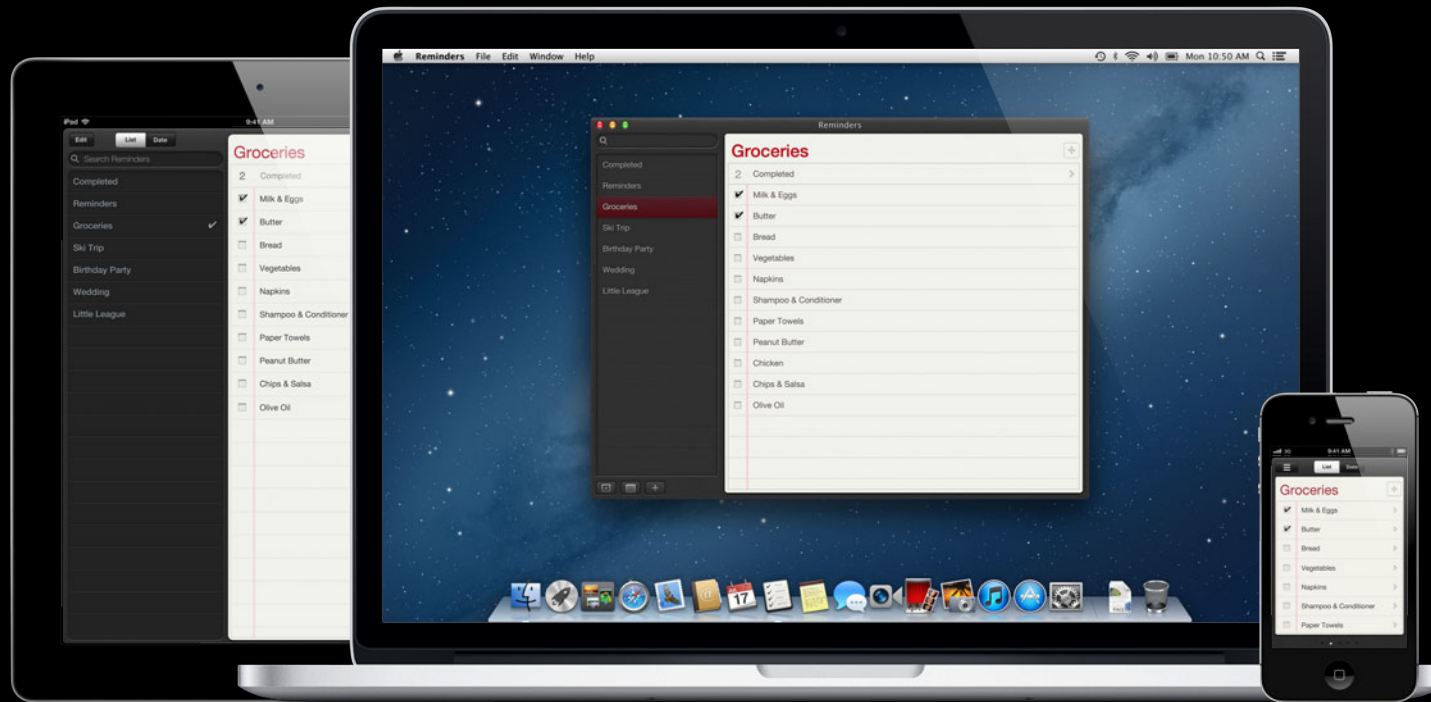 iPad
9:41 AM
Edit
List
Date
Search Reminders
Completed
Reminders
Groceries
Ski Trip
Birthday Party
Wedding
Little League
Groceries
2 Completed
Milk & Eggs
Butter
Bread
Vegetables
Napkins
Shampoo & Conditioner
Paper Towels
Peanut Butter
Chips & Salsa
Olive Oil
Reminders File Edit Window Help
Mon 10:50 AM
Reminders
Completed
Reminders
Groceries
Ski Trip
Birthday Party
Wedding
Little League
Groceries
2 Completed
Milk & Eggs
Butter
Bread
Vegetables
Napkins
Shampoo & Conditioner
Paper Towels
Peanut Butter
Chicken
Chips & Salsa
Olive Oil
JUL
17
3G
9:41 AM
List
Date
Groceries
Milk & Eggs
Butter
Bread
Vegetables
Napkins
Shampoo & Conditioner
Paper Towels